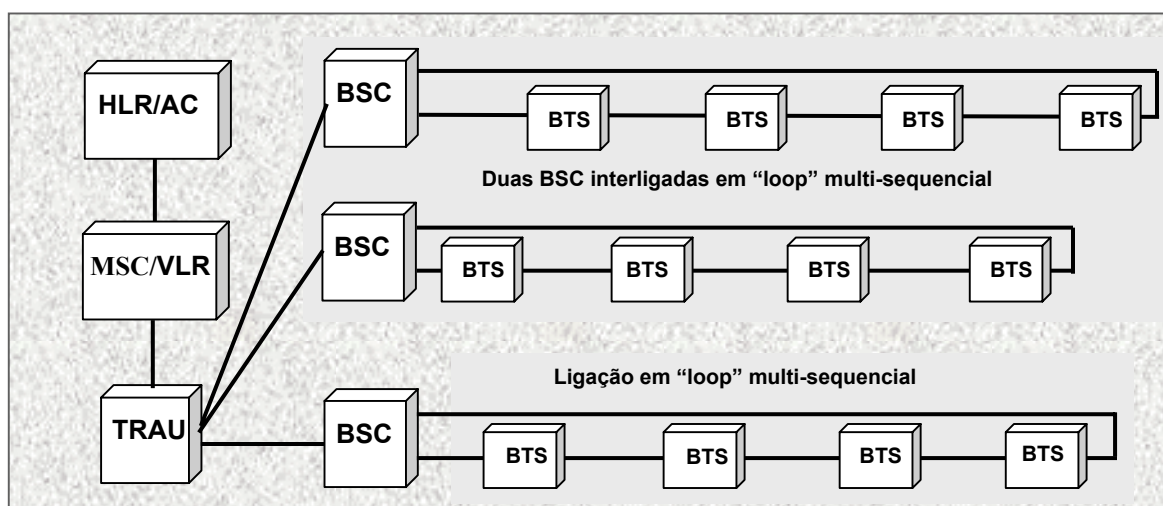 HLR/AC
BSC
BTS
BTS
BTS
BTS
Duas BSC interligadas em “loop” multi-sequencial
MSC/VLR
BSC
BTS
BTS
BTS
BTS
Ligação em “loop” multi-sequencial
TRAU
BSC
BTS
BTS
BTS
BTS